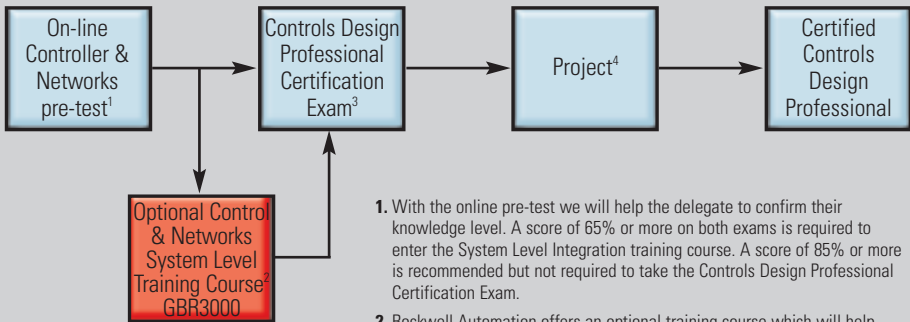 On-line
Controller &
Networks
pre-test1
Controls Design
Professional
Certification
Exam3
Project4
Certified
Controls
Design
Professional
Optional Control
& Networks
System Level
Training Course2
GBR3000
1. With the online pre-test we will help the delegate to confirm their
knowledge level. A score of 65% or more on both exams is required to
enter the System Level Integration training course. A score of 85% or more
is recommended but not required to take the Controls Design Professional
Certification Exam.
2. Rockwell Automation offers an optional training course which will help